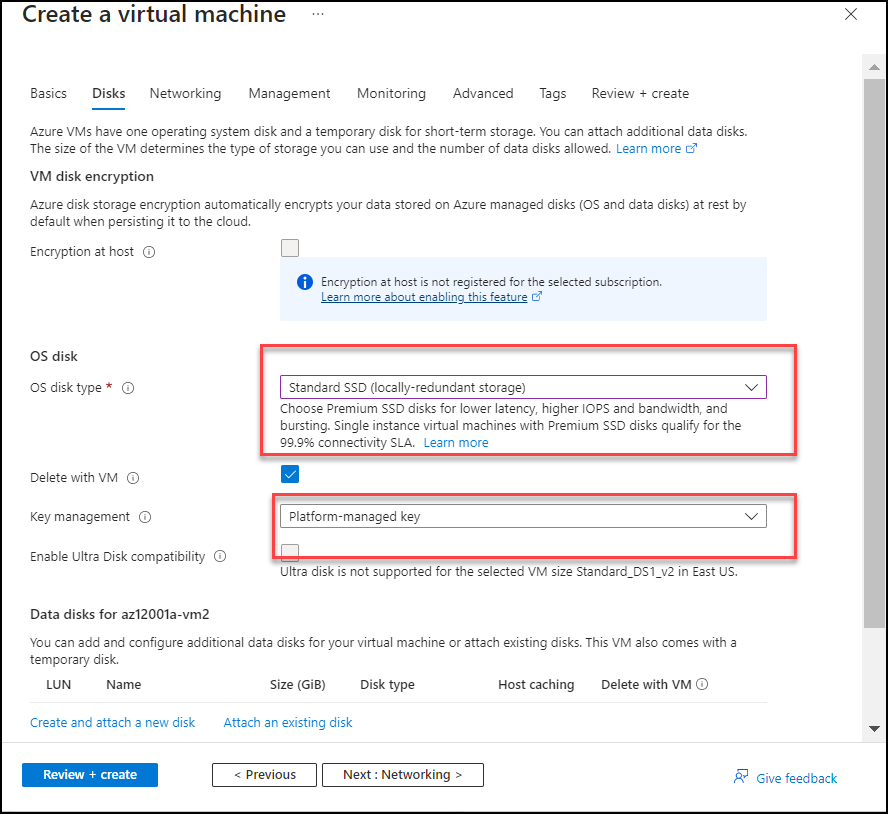 Create a virtual machine ...
Basics Disks Networking Management Monitoring Advanced Tags Review + create
Azure VMs have one operating system disk and a temporary disk for short-term storage. You can attach additional data disks.
The size of the VM determines the type of storage you can use and the number of data disks allowed. Learn more
VM disk encryption
Azure disk storage encryption automatically encrypts your data stored on Azure managed disks (OS and data disks) at rest by
default when persisting it to the cloud.
Encryption at host
Encryption at host is not registered for the selected subscription.
Learn more about enabling this feature
OS disk
OS disk type *
Standard SSD (locally-redundant storage)
Choose Premium SSD disks for lower latency, higher IOPS and bandwidth, and
bursting. Single instance virtual machines with Premium SSD disks qualify for the
99.9% connectivity SLA. Learn more
Delete with VM
Key management
Platform-managed key
Enable Ultra Disk compatibility
Ultra disk is not supported for the selected VM size Standard_DS1_v2 in East US.
Data disks for az12001a-vm2
You can add and configure additional data disks for your virtual machine or attach existing disks. This VM also comes with a
temporary disk.
LUN Name Size (GiB) Disk type Host caching Delete with VM
Create and attach a new disk Attach an existing disk
Review + create < Previous Next : Networking > Give feedback